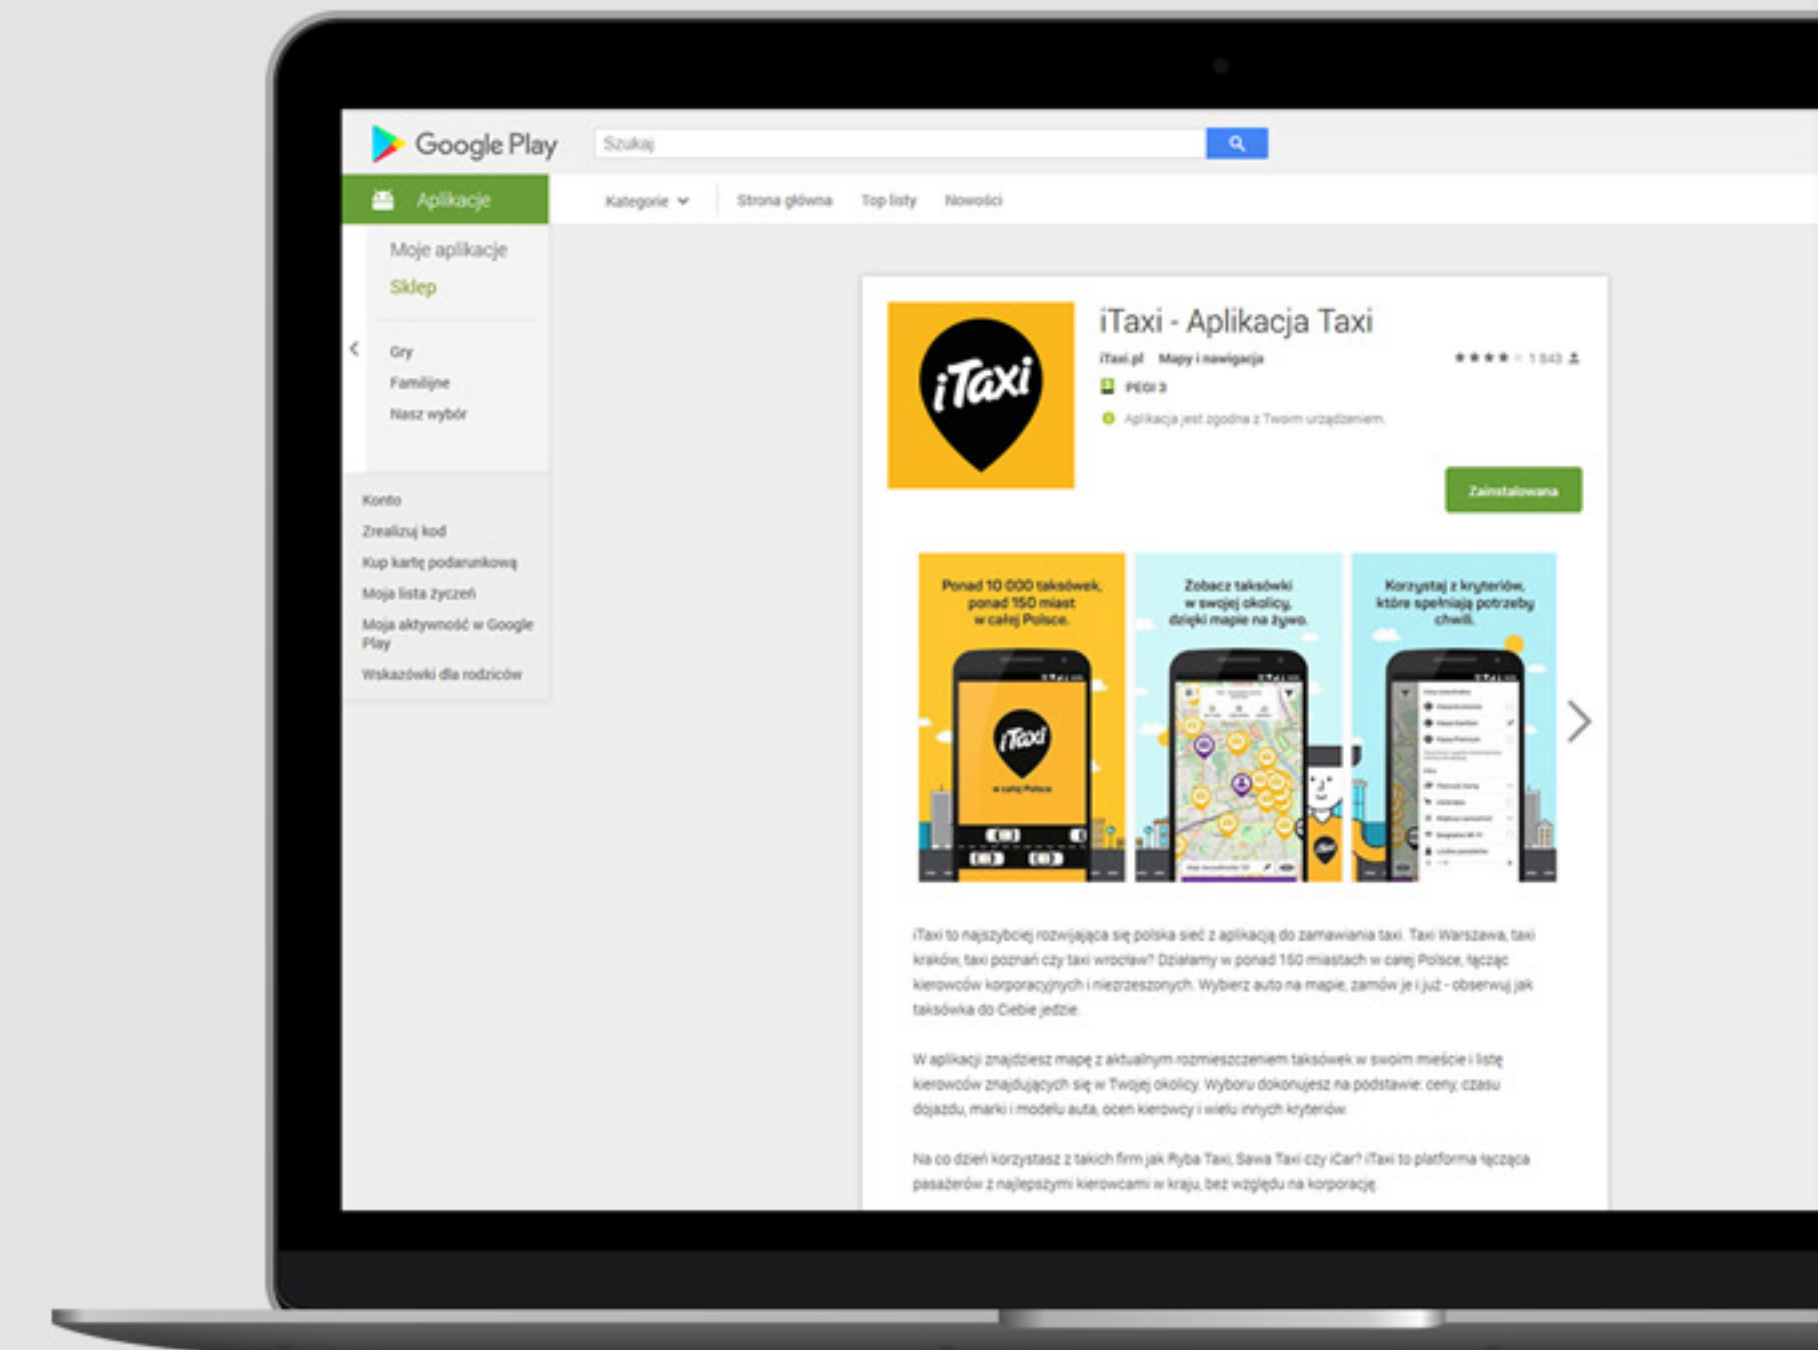 Google Play
Szukaj
Aplikacje
Kategorie
Strona główna
Top listy
Nowości
Moje aplikacje
Sklep
Gry
Familijne
Nasz wybór
Konto
Zrealizuj kod
Kup kartę podarunkową
Moja lista życzeń
Moja aktywność w Google
Play
Wskazówki dla rodziców
iTaxi
iTaxi - Aplikacja Taxi
iTaxi.pl Mapy i nawigacja
1 843
PEGI 3
Aplikacja jest zgodna z Twoim urządzeniem.
Zainstalowana
Ponad 10 000 taksówek,
ponad 150 miast
w całej Polsce.
iTaxi
w całej Polsce
Zobacz taksówki
w swojej okolicy,
dzięki mapie na żywo.
iTaxi
Korzystaj z kryteriów,
które spełniają potrzeby
chwili.
iTaxi to najszybciej rozwijająca się polska sieć z aplikacją do zamawiania taxi. Taxi Warszawa, taxi
kraków, taxi poznań czy taxi wrocław? Działamy w ponad 150 miastach w całej Polsce, łącząc
kierowców korporacyjnych i niezrzeszonych. Wybierz auto na mapie, zamów je i już - obserwuj jak
taksówka do Ciebie jedzie.
W aplikacji znajdziesz mapę z aktualnym rozmieszczeniem taksówek w swoim mieście i listę
kierowców znajdujących się w Twojej okolicy. Wyboru dokonujesz na podstawie: ceny, czasu
dojazdu, marki i modelu auta, ocen kierowcy i wielu innych kryteriów.
Na co dzień korzystasz z takich firm jak Ryba Taxi, Sawa Taxi czy iCar? iTaxi to platforma łącząca
pasażerów z najlepszymi kierowcami w kraju, bez względu na korporację.